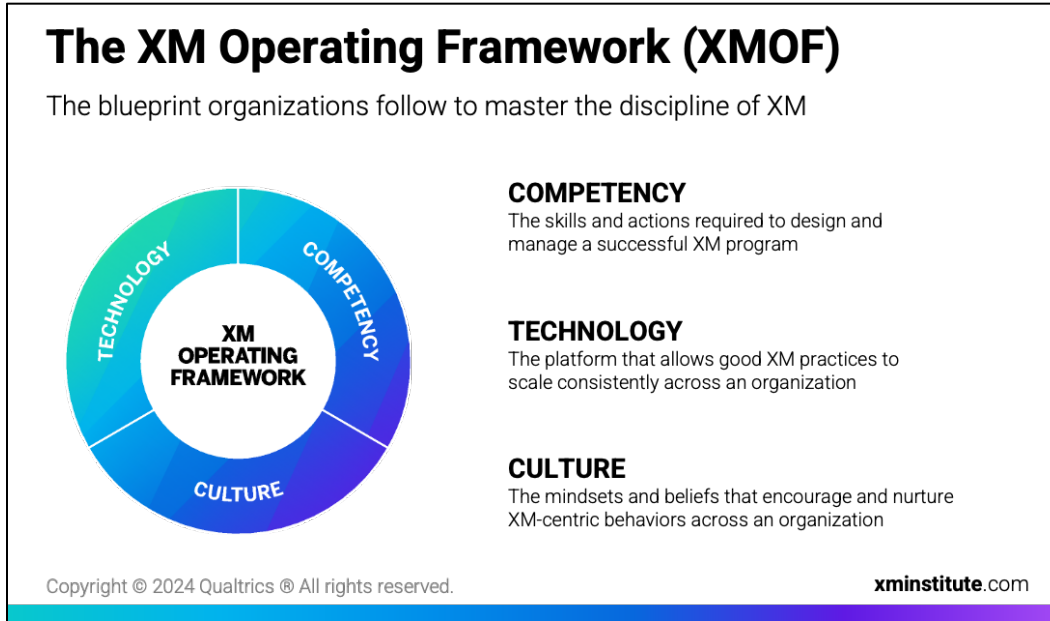 The XM Operating Framework (XMOF)
The blueprint organizations follow to master the discipline of XM
TECHNOLOGY
COMPETENCY
CULTURE
XM
OPERATING
FRAMEWORK
COMPETENCY
The skills and actions required to design and
manage a successful XM program
TECHNOLOGY
The platform that allows good XM practices to
scale consistently across an organization
CULTURE
The mindsets and beliefs that encourage and nurture
XM-centric behaviors across an organization
Copyright © 2024 Qualtrics ® All rights reserved.
xminstitute.com